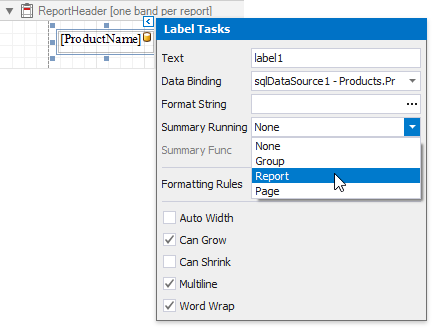 ReportHeader [one band per report]
[ProductName]
Label Tasks
Text label1
Data Binding sqlDataSource1 - Products.Pr
Format String ...
Summary Running None
None
Group
Report
Page
Summary Func
Formatting Rules
Auto Width
Can Grow
Can Shrink
Multiline
Word Wrap